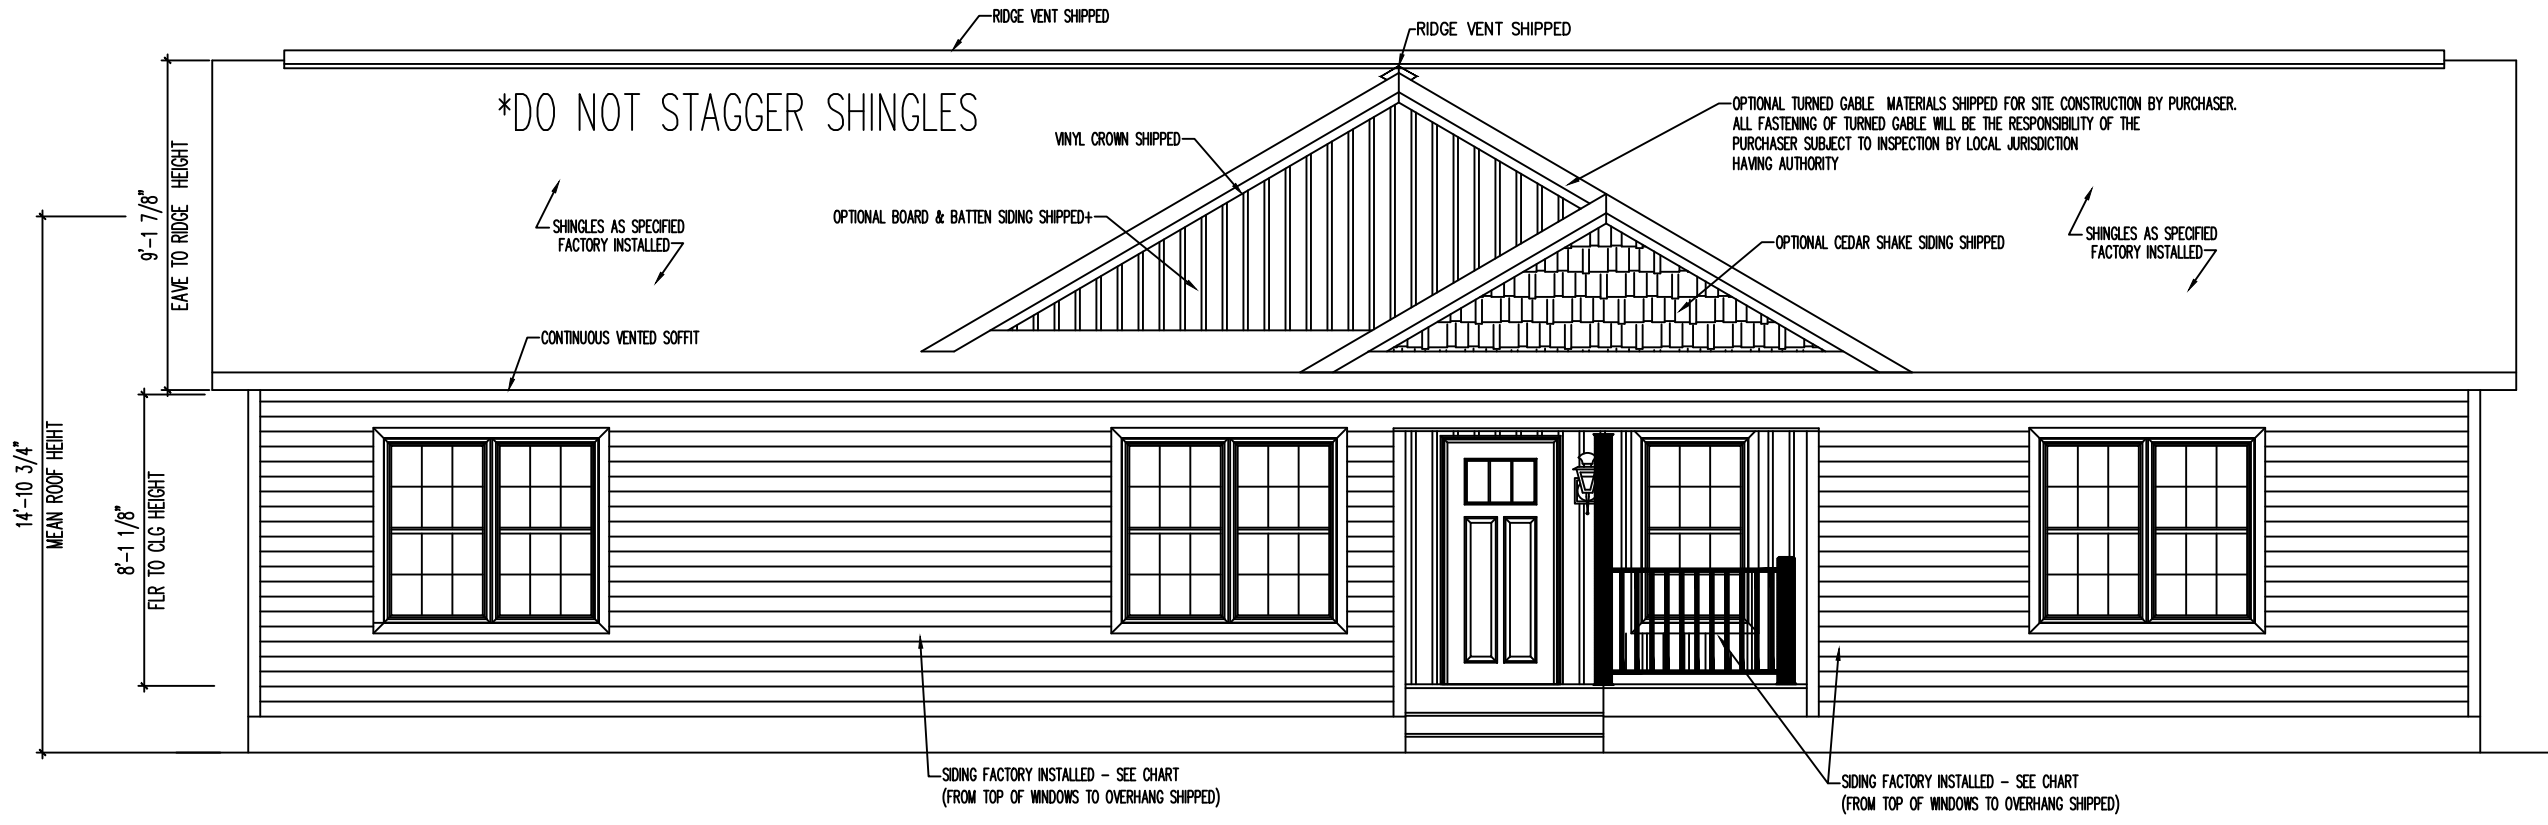 RIDGE VENT SHIPPED
RIDGE VENT SHIPPED
*DO NOT STAGGER SHINGLES
OPTIONAL TURNED GABLE MATERIALS SHIPPED FOR SITE CONSTRUCTION BY PURCHASER.
ALL FASTENING OF TURNED GABLE WILL BE THE RESPONSIBILITY OF THE
PURCHASER SUBJECT TO INSPECTION BY LOCAL JURISDICTION
HAVING AUTHORITY
VINYL CROWN SHIPPED
OPTIONAL BOARD & BATTEN SIDING SHIPPED+
SHINGLES AS SPECIFIED
FACTORY INSTALLED
OPTIONAL CEDAR SHAKE SIDING SHIPPED
SHINGLES AS SPECIFIED
FACTORY INSTALLED
9'-1 7/8"
EAVE TO RIDGE HEIGHT
CONTINUOUS VENTED SOFFIT
14'-10 3/4"
MEAN ROOF HEIHT
8'-1 1/8"
FLR TO CLG HEIGHT
SIDING FACTORY INSTALLED - SEE CHART
(FROM TOP OF WINDOWS TO OVERHANG SHIPPED)
SIDING FACTORY INSTALLED - SEE CHART
(FROM TOP OF WINDOWS TO OVERHANG SHIPPED)